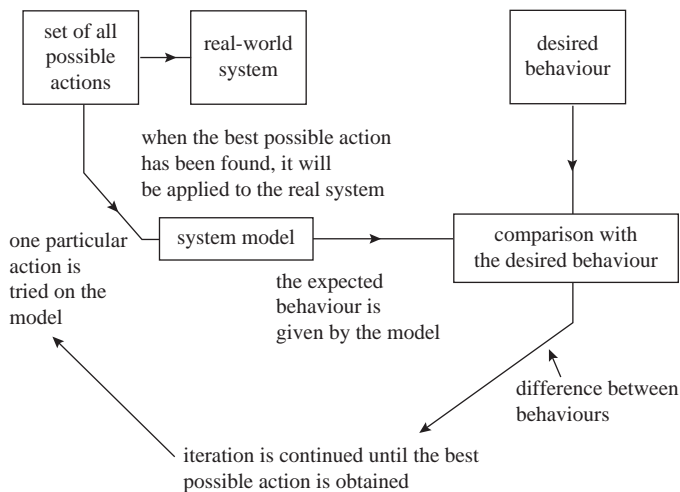 set of all
possible
actions
real-world
system
desired
behaviour
when the best possible action
has been found, it will
be applied to the real system
one particular
action is
tried on the
model
system model
comparison with
the desired behaviour
the expected
behaviour is
given by the model
difference between
behaviours
iteration is continued until the best
possible action is obtained